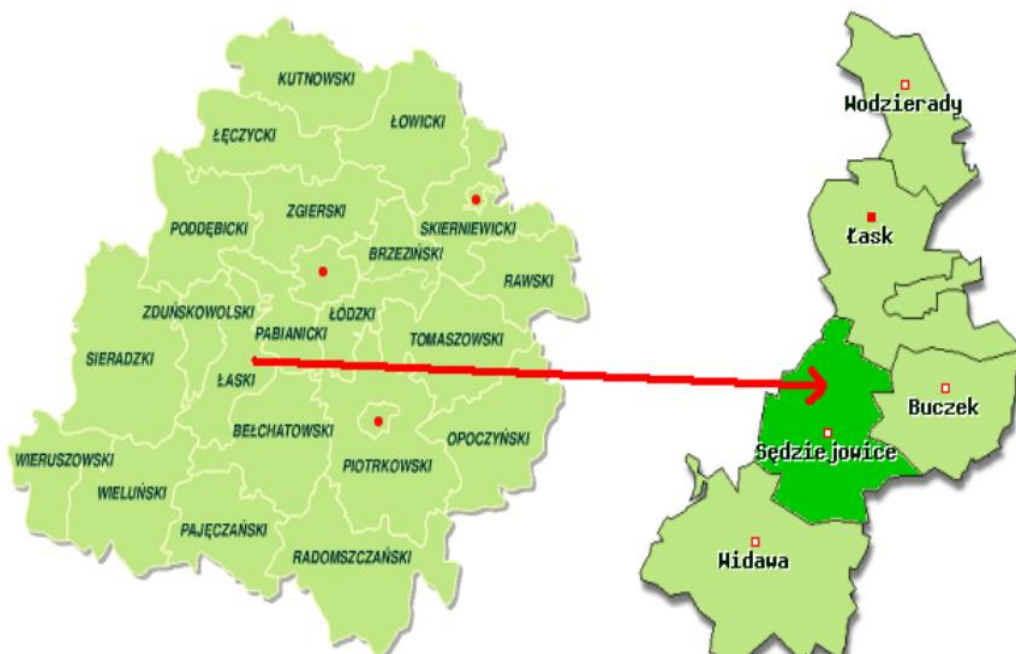 KUTNOWSKI
ŁOWICKI
ŁĘCZYCKI
ZGIERSKI
SKIERNIEWICKI
PODDĘBICKI
BRZEZIŃSKI
RAWSKI
ZDUŃSKOWOLSKI
ŁÓDZKI
PABIANICKI
TOMASZOWSKI
SIERADZKI
ŁASKI
BEŁCHATOWSKI
OPOCZYŃSKI
WIERUSZOWSKI
PIOTRKOWSKI
WIELUŃSKI
PAJĘCZAŃSKI
RADOMSZCZAŃSKI
Wodzierady
Łask
Buczek
Sędziejowice
Widawa